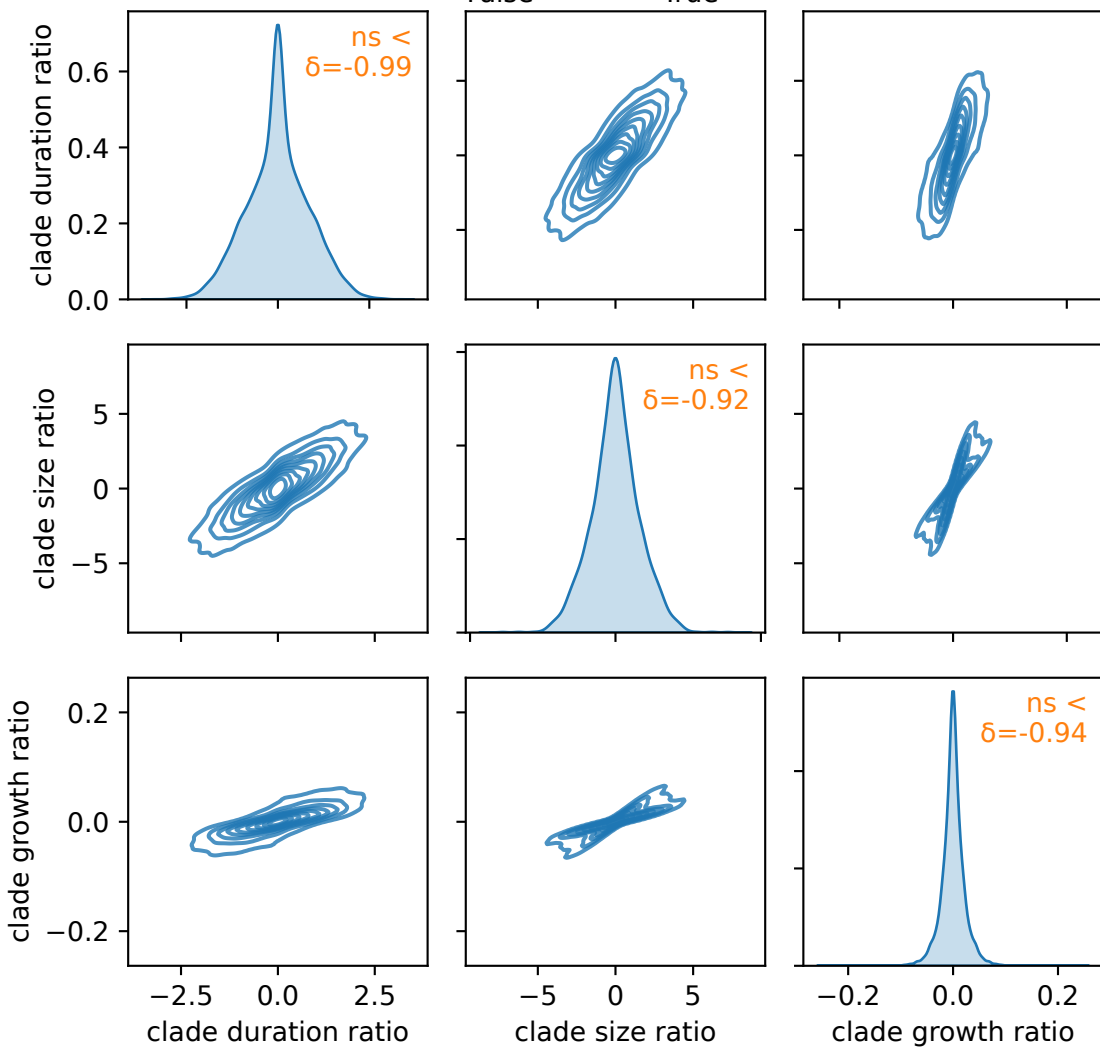 clade duration ratio
0.6
0.4
0.2
0.0
ns <
δ=-0.99
clade size ratio
5
0
−5
ns <
δ=-0.92
clade growth ratio
0.2
0.0
−0.2
ns <
δ=-0.94
−2.5 0.0 2.5
−5 0 5
−0.2 0.0 0.2
clade duration ratio
clade size ratio
clade growth ratio